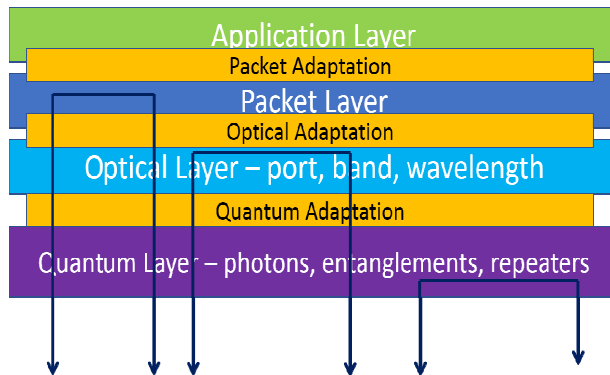 Application Layer
Packet Adaptation
Packet Layer
Optical Adaptation
Optical Layer – port, band, wavelength
Quantum Adaptation
Quantum Layer – photons, entanglements, repeaters